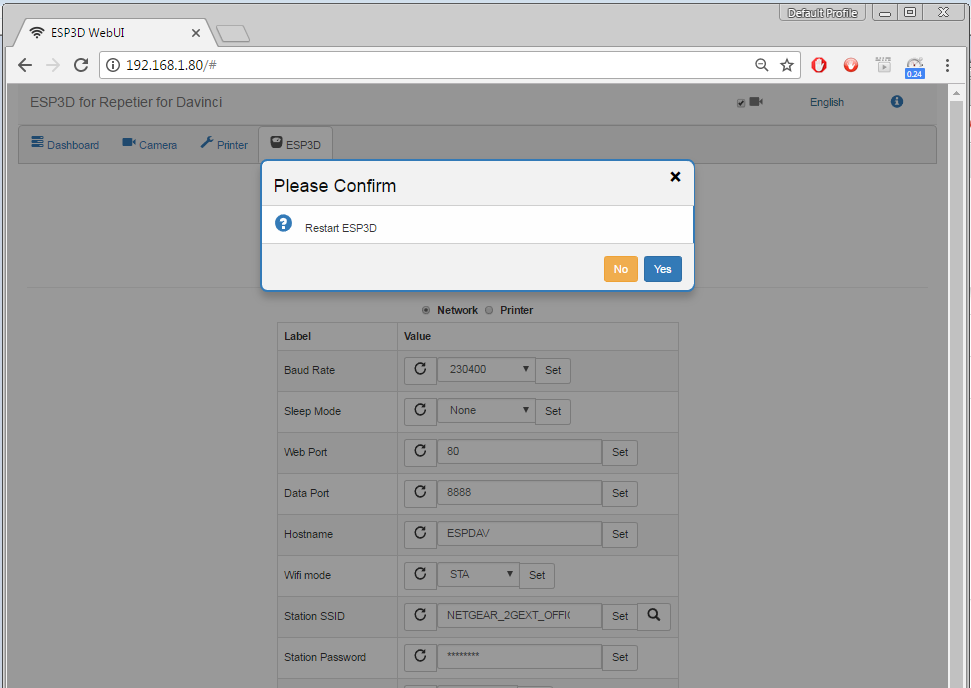 Default Profile
ESP3D WebUI
192.168.1.80/#
0.24
ESP3D for Repetier for Davinci
English
Dashboard Camera Printer ESP3D
Please Confirm
Restart ESP3D
No Yes
Network Printer
Label Value
Baud Rate 230400 Set
Sleep Mode None Set
Web Port 80 Set
Data Port 8888 Set
Hostname ESPDAV Set
Wifi mode STA Set
Station SSID NETGEAR_2GEXT_OFFI Set
Station Password ******** Set